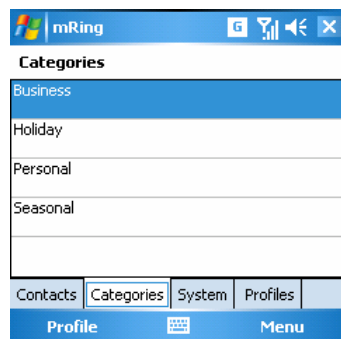 mRing G
Categories
Business
Holiday
Personal
Seasonal
Contacts Categories System Profiles
Profile Menu